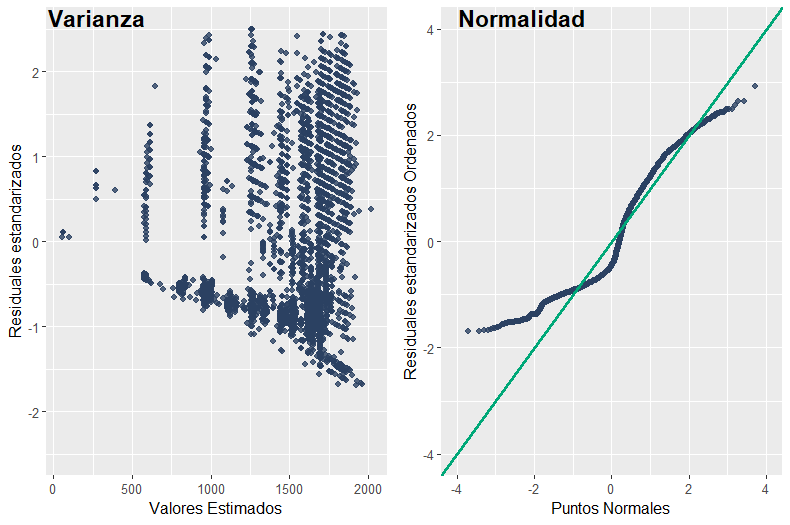 Varianza
Residuales estandarizados
2
1
0
-1
-2
0 500 1000 1500 2000
Valores Estimados
Normalidad
Residuales estandarizados Ordenados
4
2
0
-2
-4
-4 -2 0 2 4
Puntos Normales